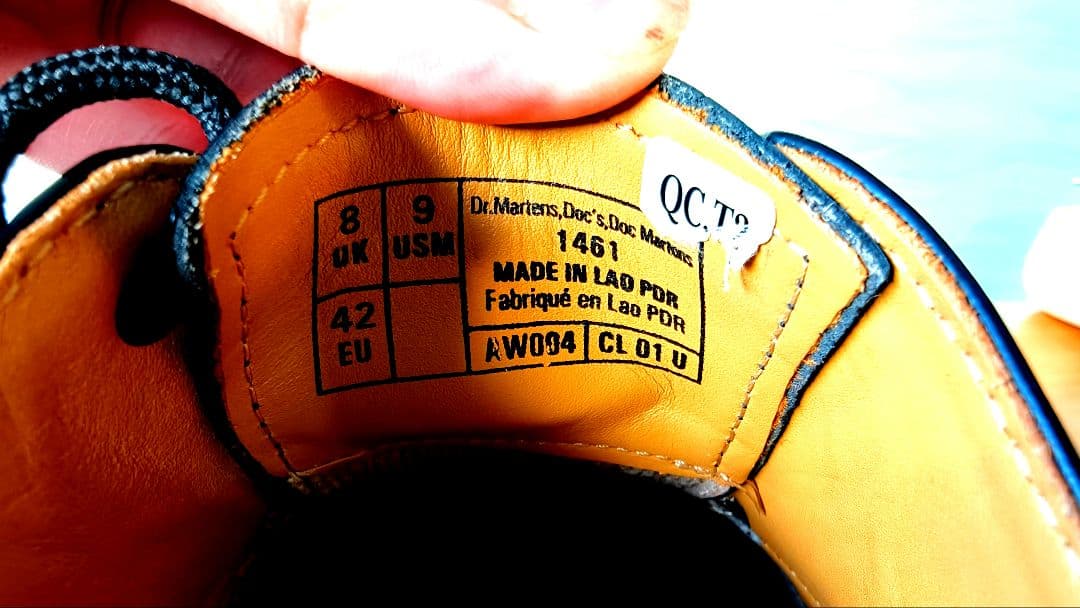 8
UK
9
USM
42
EU
Dr.Martens,Doc's,Doc Martens
1461
MADE IN LAO PDR
Fabriqué en Lao PDR
AW004
CL 01 U
QC.T2